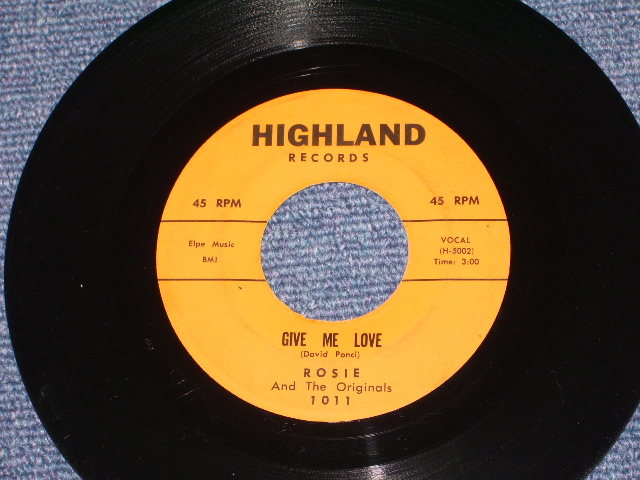 HIGHLAND
RECORDS
45 RPM
45 RPM
Elpe Music
BMI
VOCAL
(H-5002)
Time: 3:00
GIVE ME LOVE
(David Ponci)
ROSIE
And The Originals
1011